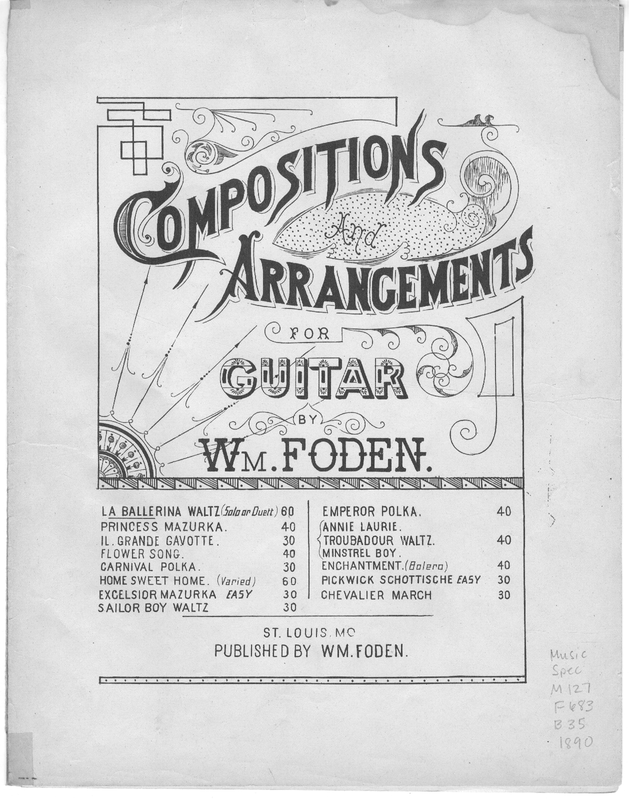 COMPOSITIONS
And
ARRANGEMENTS
FOR
GUITAR
BY
WM. FODEN.
LA BALLERINA WALTZ (Solo or Duett) 60
PRINCESS MAZURKA. 40
IL. GRANDE GAVOTTE. 30
FLOWER SONG. 40
CARNIVAL POLKA. 30
HOME SWEET HOME. (Varied) 60
EXCELSIOR MAZURKA EASY 30
SAILOR BOY WALTZ 30
EMPEROR POLKA. 40
ANNIE LAURIE.
TROUBADOUR WALTZ. 40
MINSTREL BOY.
ENCHANTMENT. (Bolero) 40
PICKWICK SCHOTTISCHE EASY 30
CHEVALIER MARCH 30
ST. LOUIS. MO
PUBLISHED BY WM. FODEN.
Music
Spec
M 127
F 683
B 35
1890